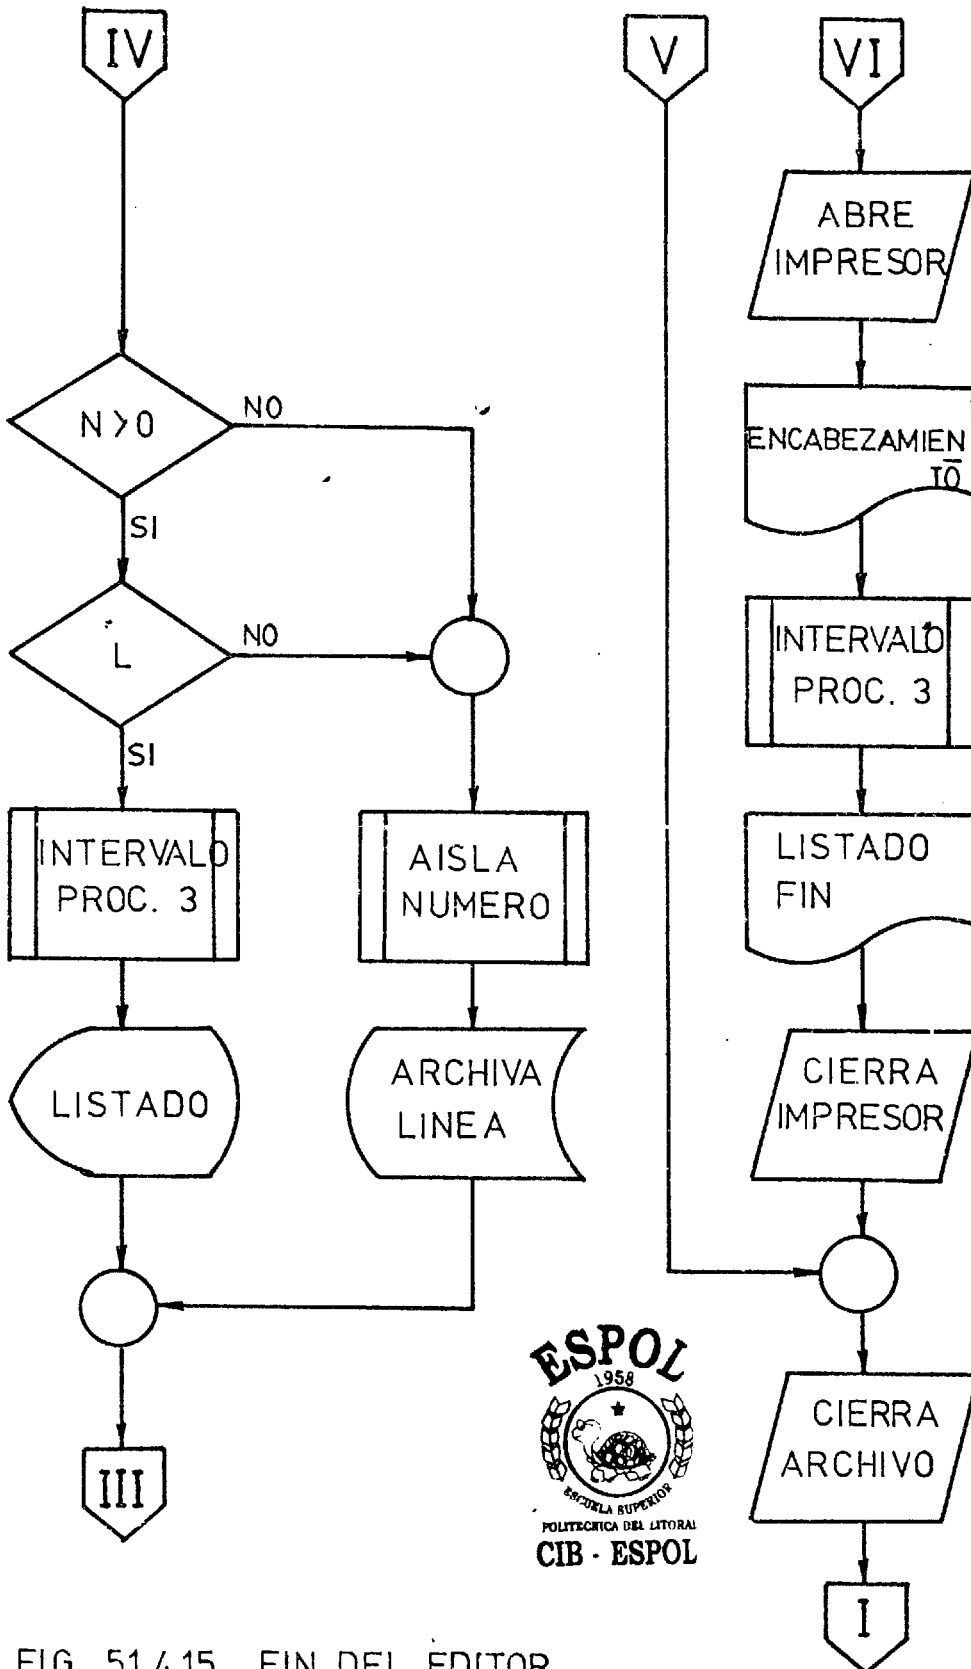 IV
V
VI
ABRE
IMPRESOR
N>0
NO
ENCABEZAMIEN
TO
SI
L
NO
INTERVALO
PROC. 3
SI
INTERVALO
PROC. 3
AISLA
NUMERO
LISTADO
FIN
LISTADO
ARCHIVA
LINEA
CIERRA
IMPRESOR
ESPOL
1958
ESCUELA SUPERIOR
POLITECNICA DEL LITORAL
CIB - ESPOL
CIERRA
ARCHIVO
III
I
FIG. 51.4.15 FIN DEL EDITOR